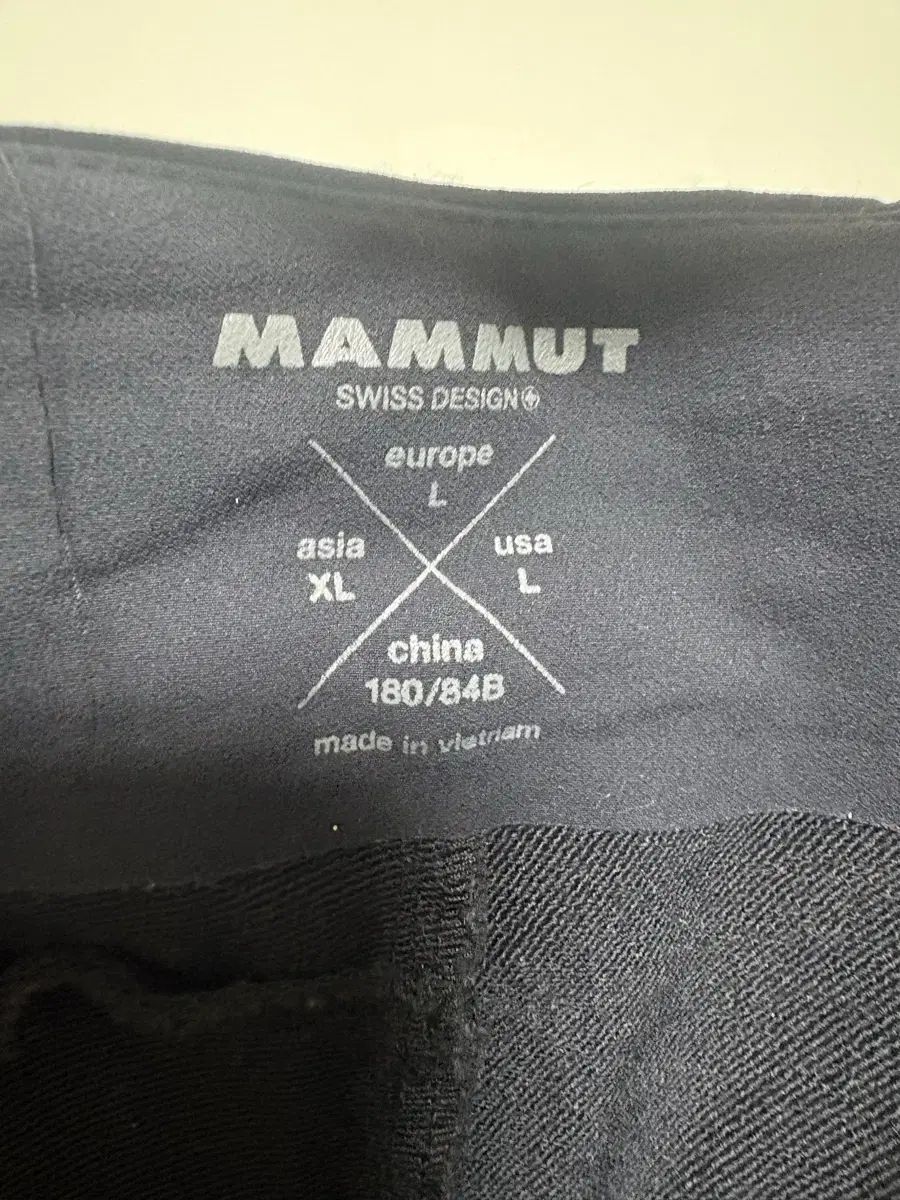 MAMMUT
SWISS DESIGN
europe
L
asia
XL
usa
L
china
180/84B
made in vietnam